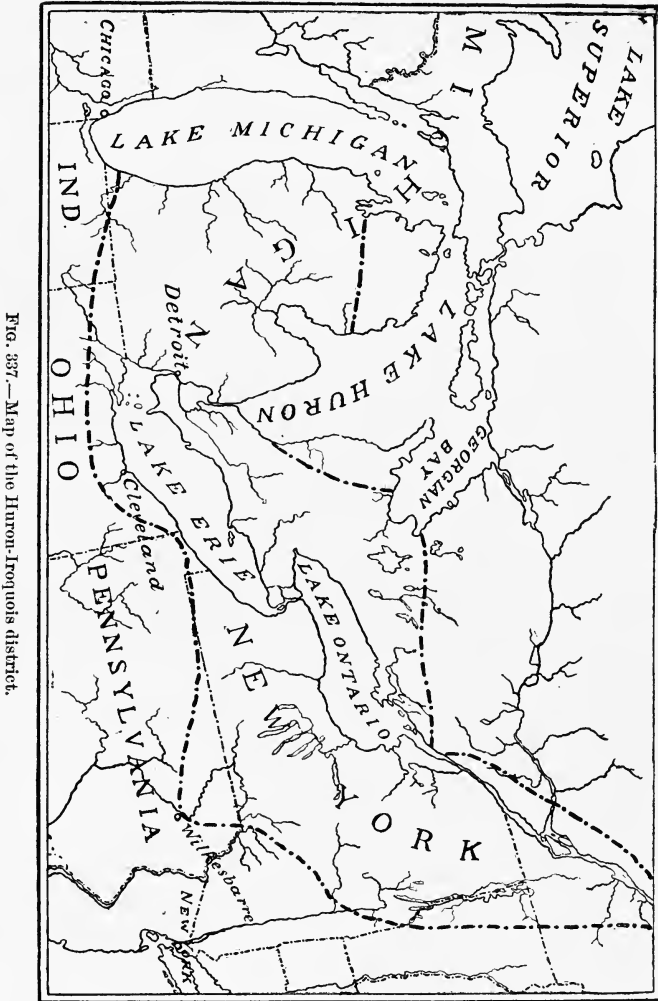 LAKE SUPERIOR
MICHIGAN
LAKE MICHIGAN
CHICAGO
IND
LAKE HURON
GEORGIAN BAY
Detroit
OHIO
LAKE ERIE
Cleveland
LAKE ONTARIO
PENNSYLVANIA
NEW YORK
Wilkesbarre
NEW YORK
FIG. 337.—Map of the Huron-Iroquois district.